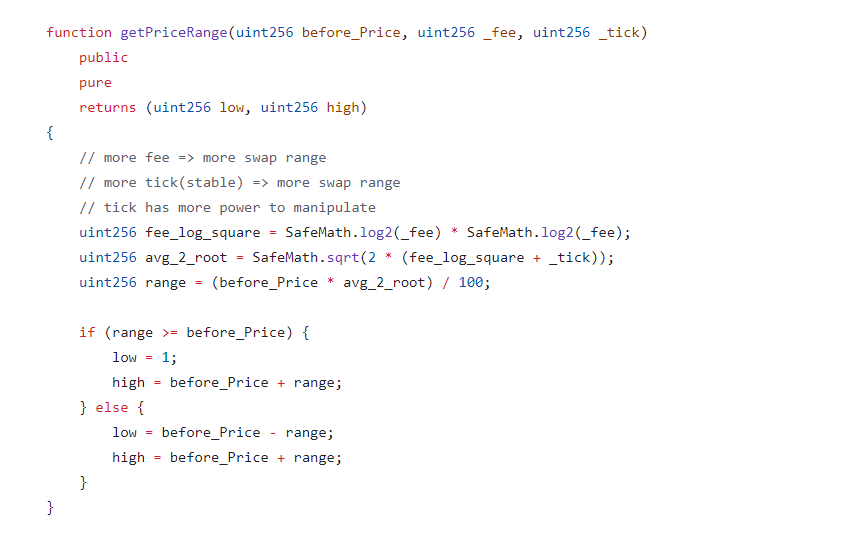 function getPriceRange(uint256 before_Price, uint256 _fee, uint256 _tick)
public
pure
returns (uint256 low, uint256 high)
{
// more fee => more swap range
// more tick(stable) => more swap range
// tick has more power to manipulate
uint256 fee_log_square = SafeMath.log2(_fee) * SafeMath.log2(_fee);
uint256 avg_2_root = SafeMath.sqrt(2 * (fee_log_square + _tick));
uint256 range = (before_Price * avg_2_root) / 100;
if (range >= before_Price) {
low = 1;
high = before_Price + range;
} else {
low = before_Price - range;
high = before_Price + range;
}
}